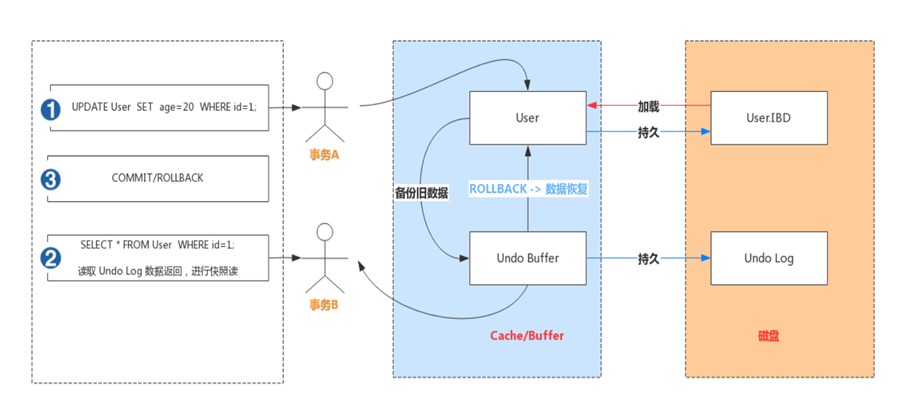 1
UPDATE User SET age=20 WHERE id=1;
事务A
3
COMMIT/ROLLBACK
2
SELECT * FROM User WHERE id=1;
读取 Undo Log 数据返回，进行快照读
事务B
User
备份旧数据
ROLLBACK -> 数据恢复
Undo Buffer
Cache/Buffer
加载
持久
持久
User.IBD
Undo Log
磁盘